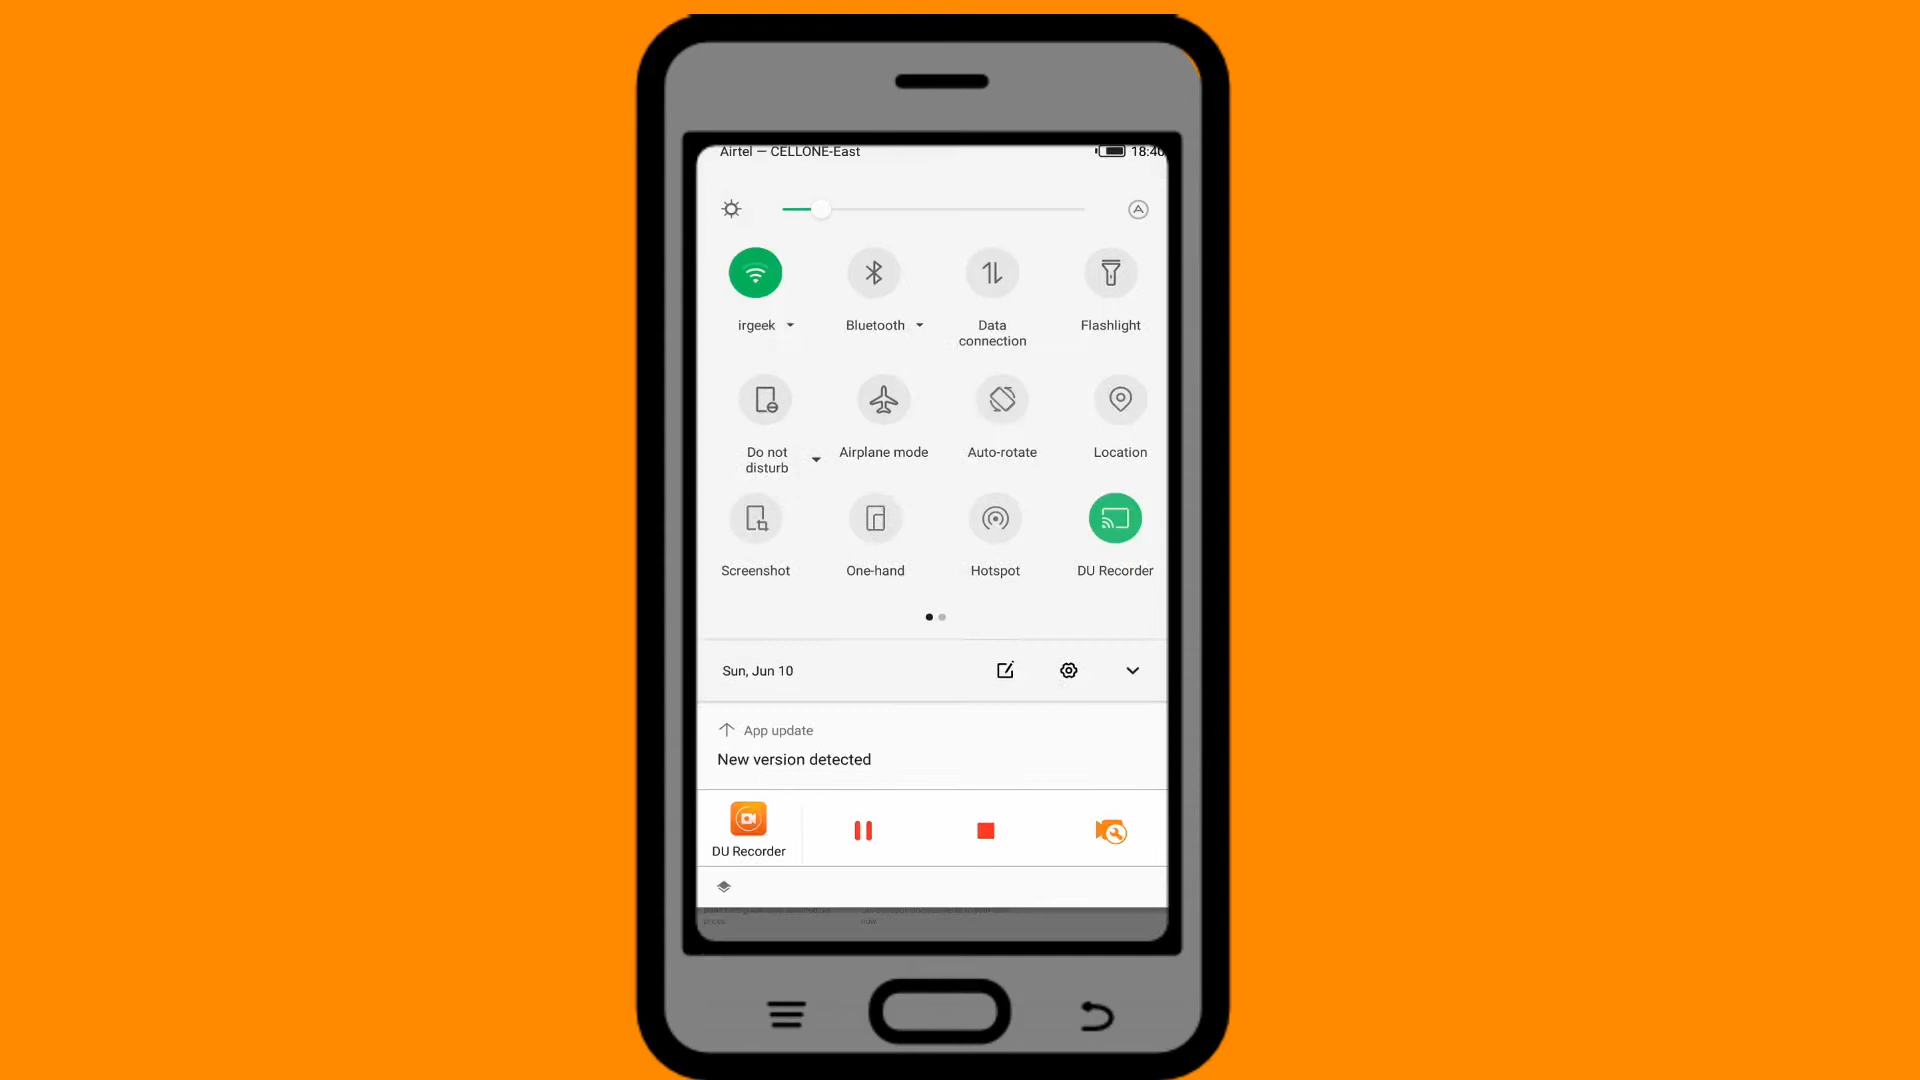 Airtel — CELLONE-East
18:40
irgeek
Bluetooth
Data
connection
Flashlight
Do not
disturb
Airplane mode
Auto-rotate
Location
Screenshot
One-hand
Hotspot
DU Recorder
Sun, Jun 10
App update
New version detected
DU Recorder